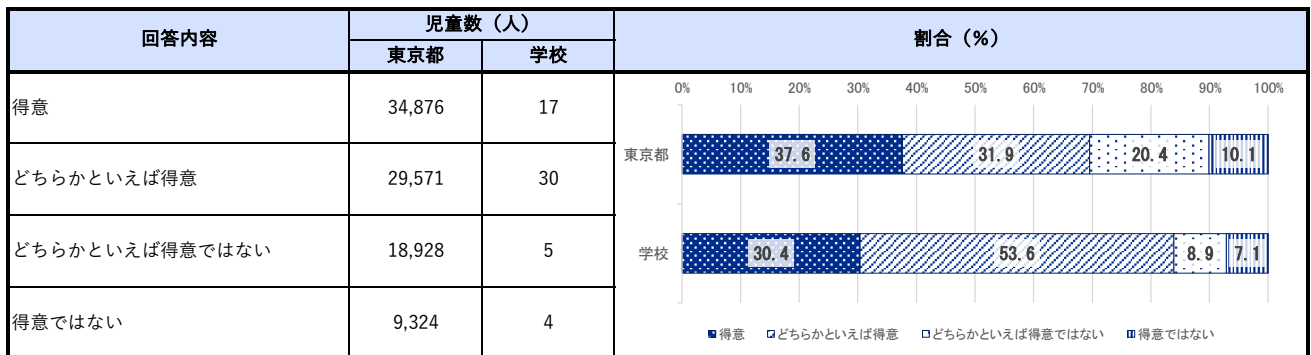 回答内容 児童数（人） 割合（％）
東京都 学校
得意 34,876 17
どちらかといえば得意 29,571 30
どちらかといえば得意ではない 18,928 5
得意ではない 9,324 4
0% 10% 20% 30% 40% 50% 60% 70% 80% 90% 100%
東京都 37.6 31.9 20.4 10.1
学校 30.4 53.6 8.9 7.1
得意 どちらかといえば得意 どちらかといえば得意ではない 得意ではない